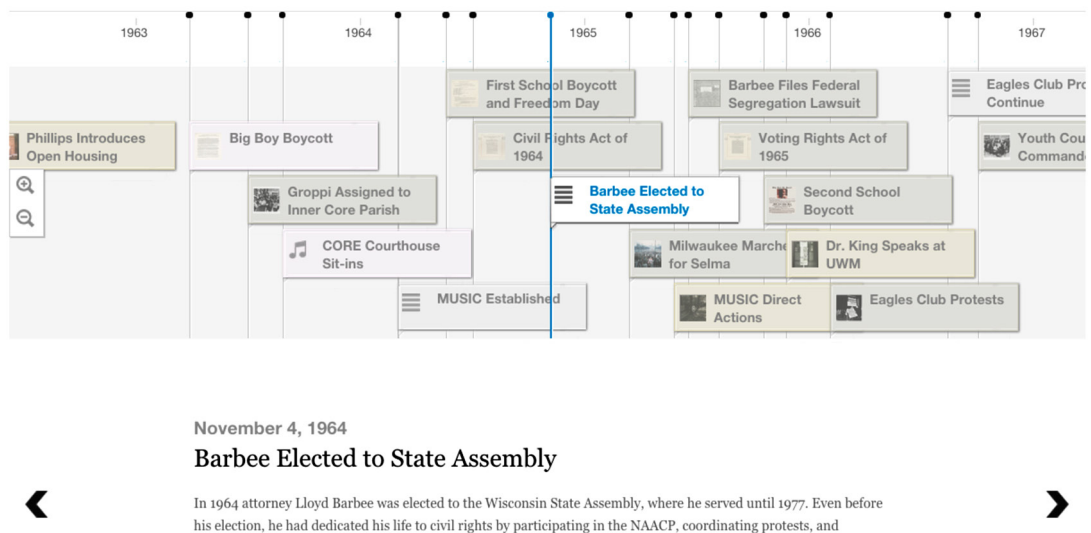 1963
1964
1965
1966
1967
First School Boycott
and Freedom Day
Barbee Files Federal
Segregation Lawsuit
Eagles Club Pro
Continue
Phillips Introduces
Open Housing
Big Boy Boycott
Civil Rights Act of
1964
Voting Rights Act of
1965
Youth Cou
Command
Groppi Assigned to
Inner Core Parish
Barbee Elected to
State Assembly
Second School
Boycott
CORE Courthouse
Sit-ins
Milwaukee Marche
for Selma
Dr. King Speaks at
UWM
MUSIC Established
MUSIC Direct
Actions
Eagles Club Protests
November 4, 1964
Barbee Elected to State Assembly
In 1964 attorney Lloyd Barbee was elected to the Wisconsin State Assembly, where he served until 1977. Even before
his election, he had dedicated his life to civil rights by participating in the NAACP, coordinating protests, and